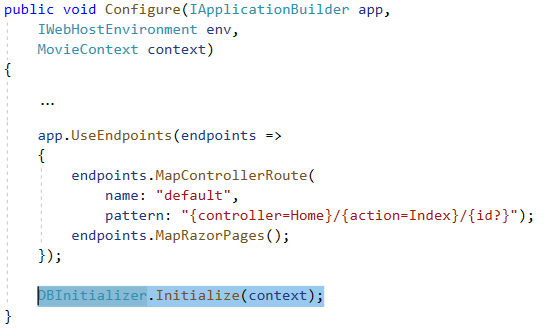 public void Configure(IApplicationBuilder app,
    IWebHostEnvironment env,
    MovieContext context)
{
    ...
    app.UseEndpoints(endpoints =>
    {
        endpoints.MapControllerRoute(
            name: "default",
            pattern: "{controller=Home}/{action=Index}/{id?}");
        endpoints.MapRazorPages();
    });
    DBInitializer.Initialize(context);
}